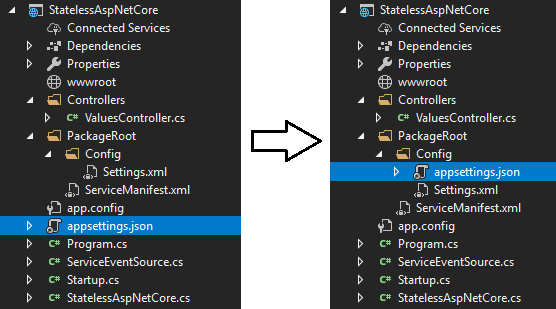 StatelessAspNetCore
Connected Services
Dependencies
Properties
wwwroot
Controllers
C# ValuesController.cs
PackageRoot
Config
Settings.xml
ServiceManifest.xml
app.config
appsettings.json
C# Program.cs
C# ServiceEventSource.cs
C# Startup.cs
C# StatelessAspNetCore.cs
StatelessAspNetCore
Connected Services
Dependencies
Properties
wwwroot
Controllers
C# ValuesController.cs
PackageRoot
Config
appsettings.json
Settings.xml
ServiceManifest.xml
app.config
C# Program.cs
C# ServiceEventSource.cs
C# Startup.cs
C# StatelessAspNetCore.cs